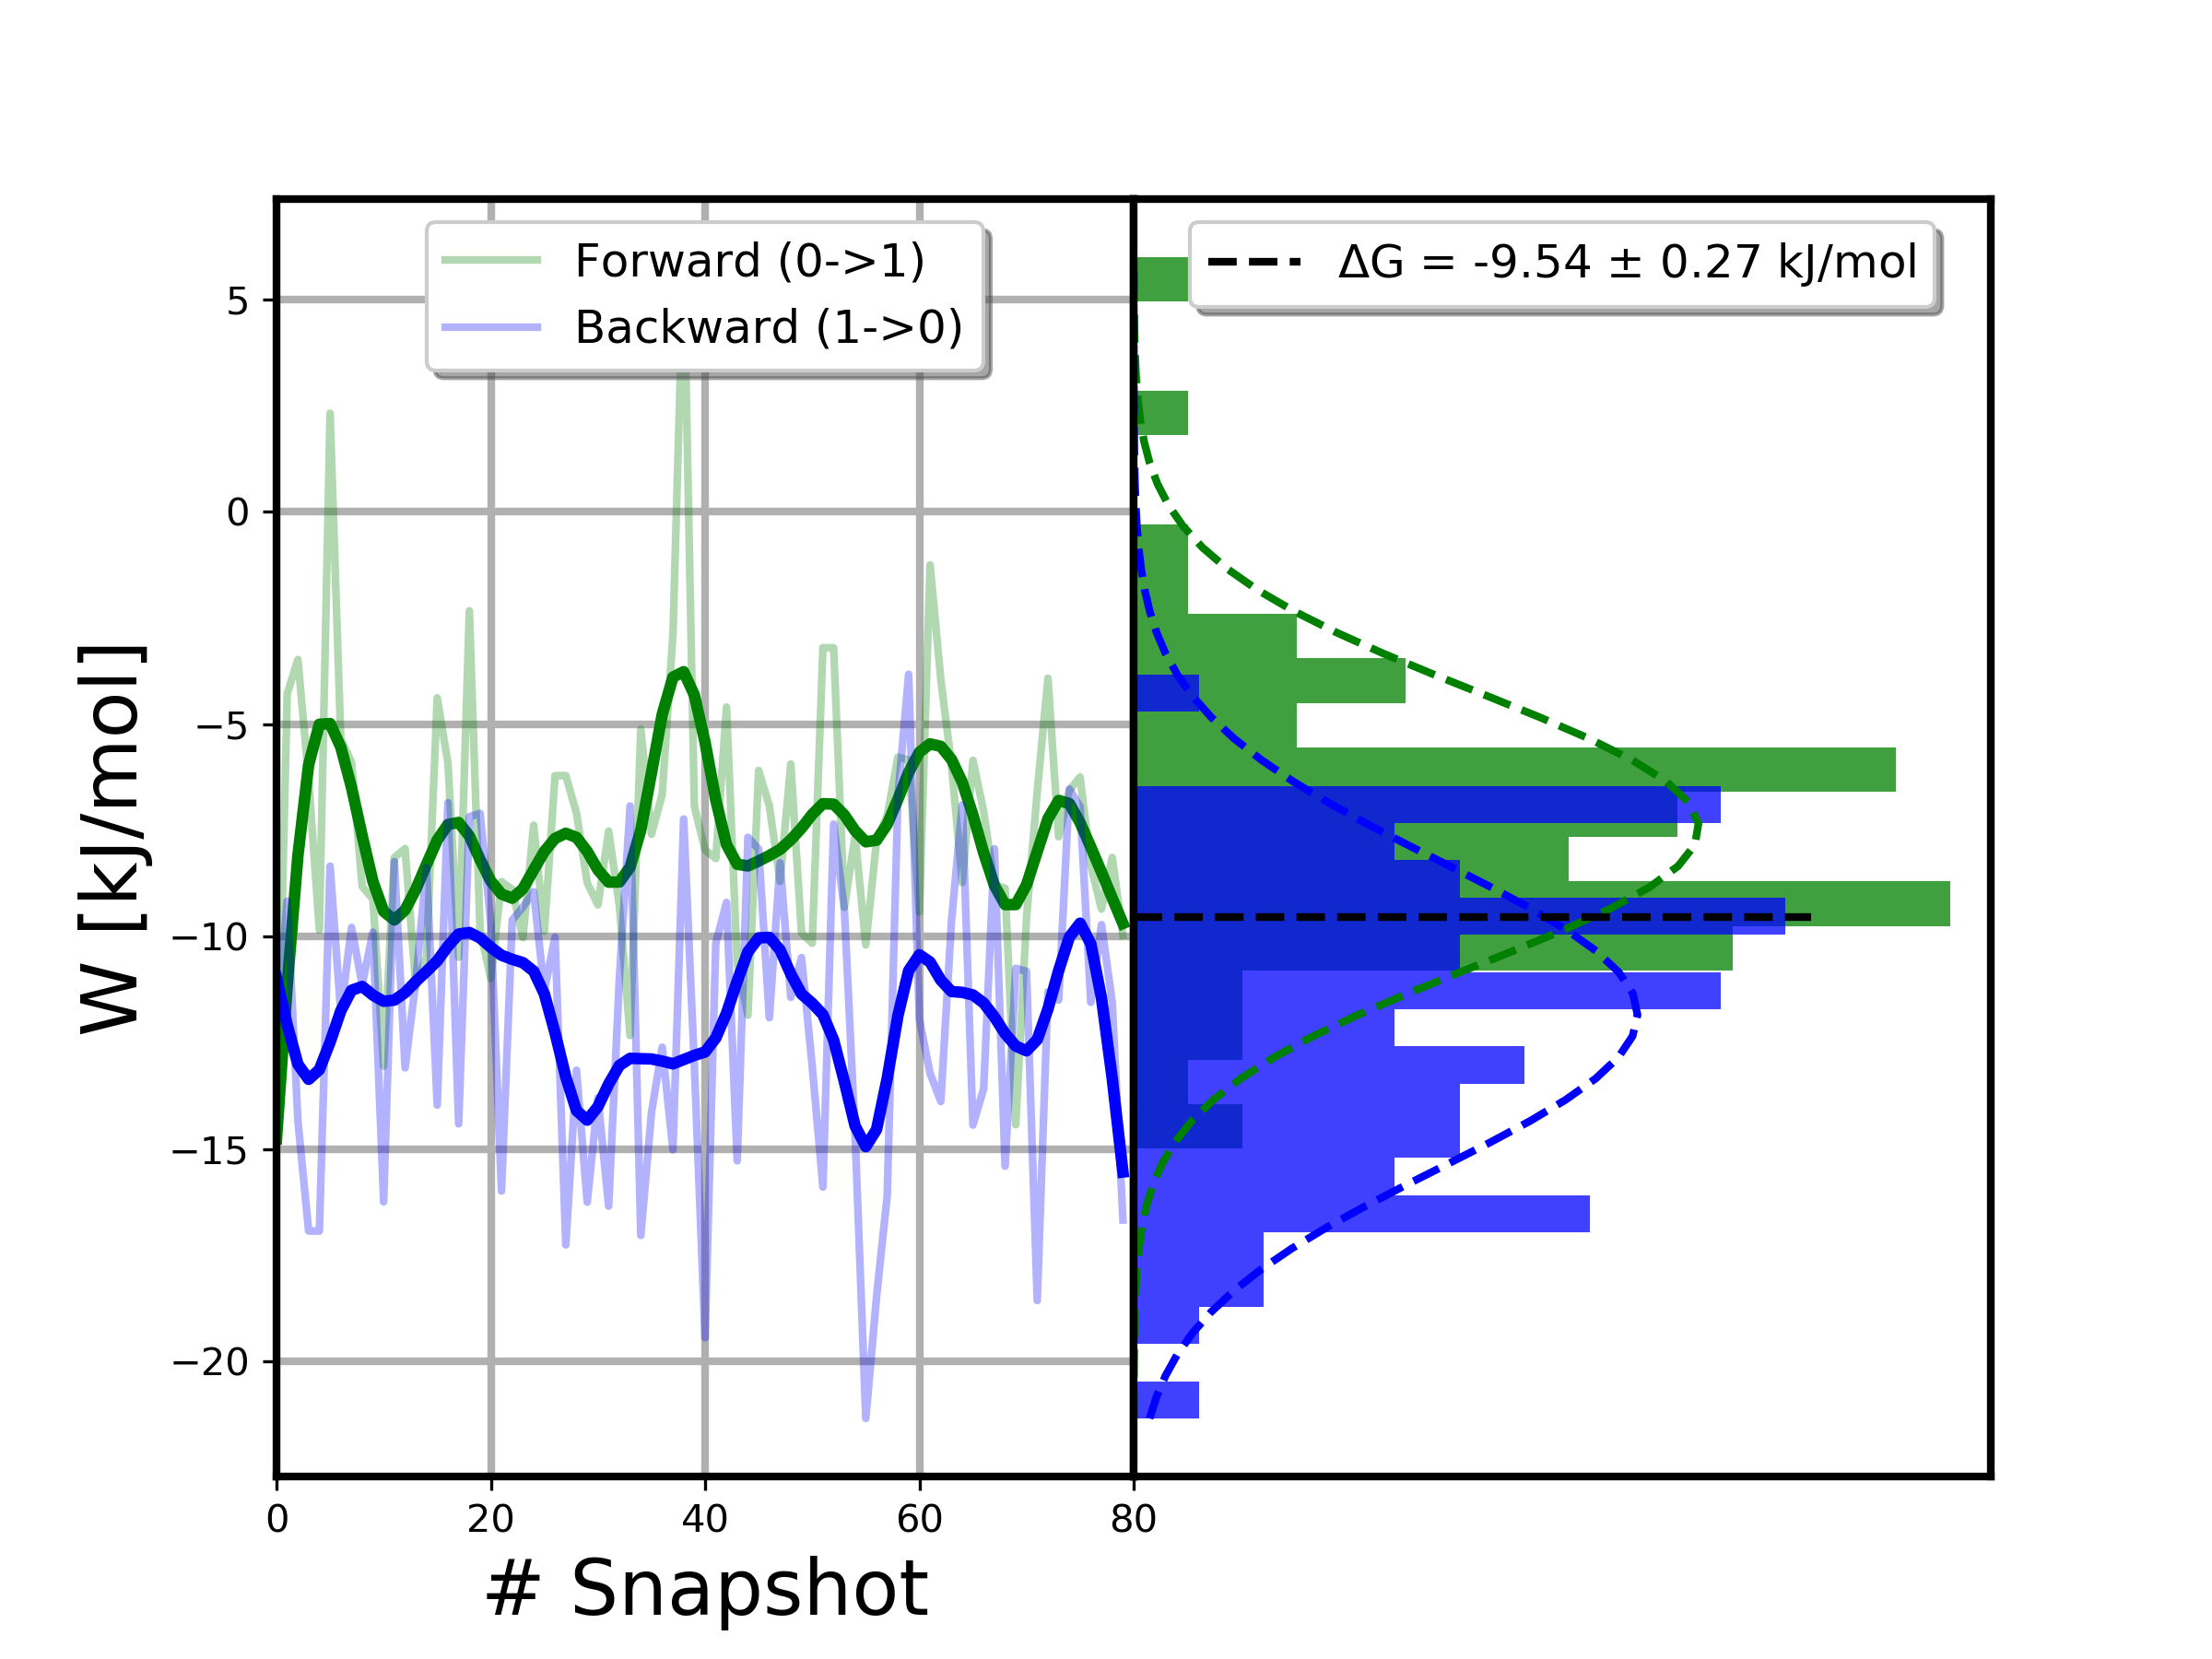 Forward (0->1)
Backward (1->0)
ΔG = -9.54 ± 0.27 kJ/mol
W [kJ/mol]
5
0
−5
−10
−15
−20
0 20 40 60 80
# Snapshot